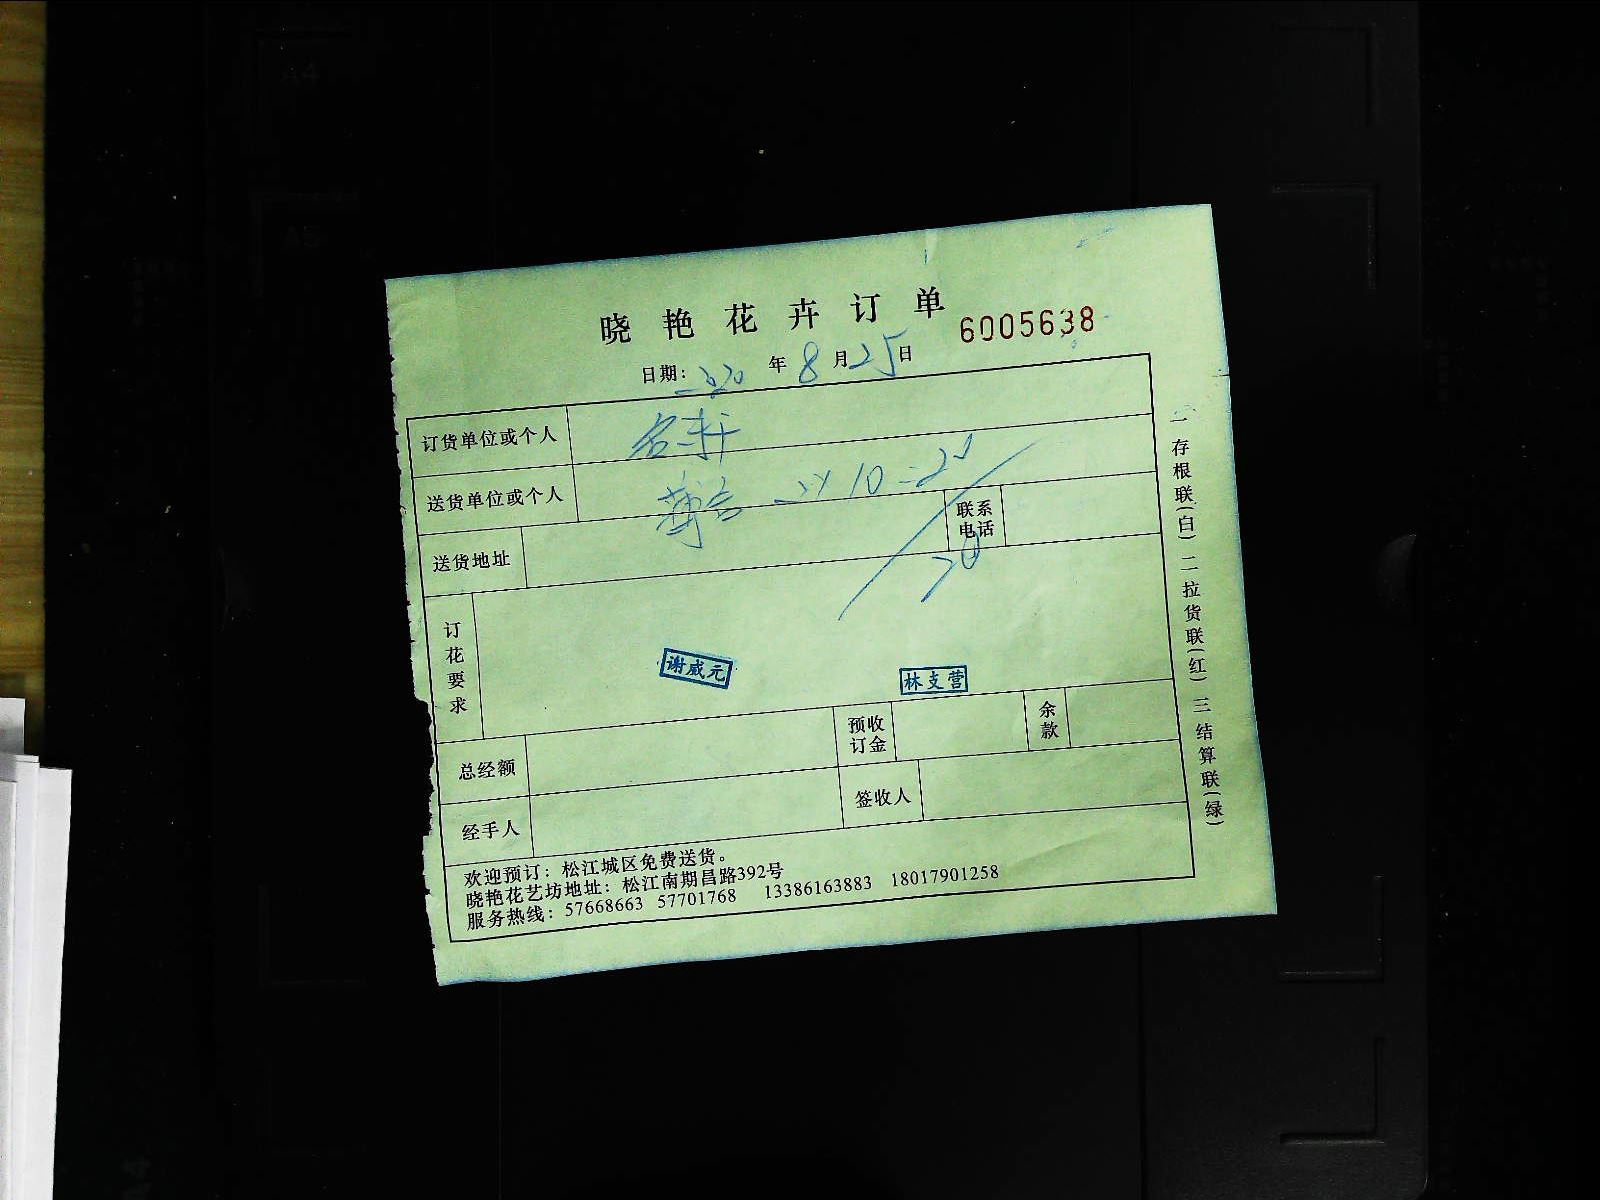 晓艳花卉订单
6005638
日期: 2020 年 8 月 25 日
订货单位或个人 名轩
送货单位或个人
送货地址
联系电话
20
订花要求
谢威元
林支营
总经额
预收订金
余款
经手人
签收人
欢迎预订：松江城区免费送货。
晓艳花艺坊地址：松江南期昌路392号
服务热线：57668663 57701768 13386163883 18017901258
一存根联(白) 二拉货联(红) 三结算联(绿)